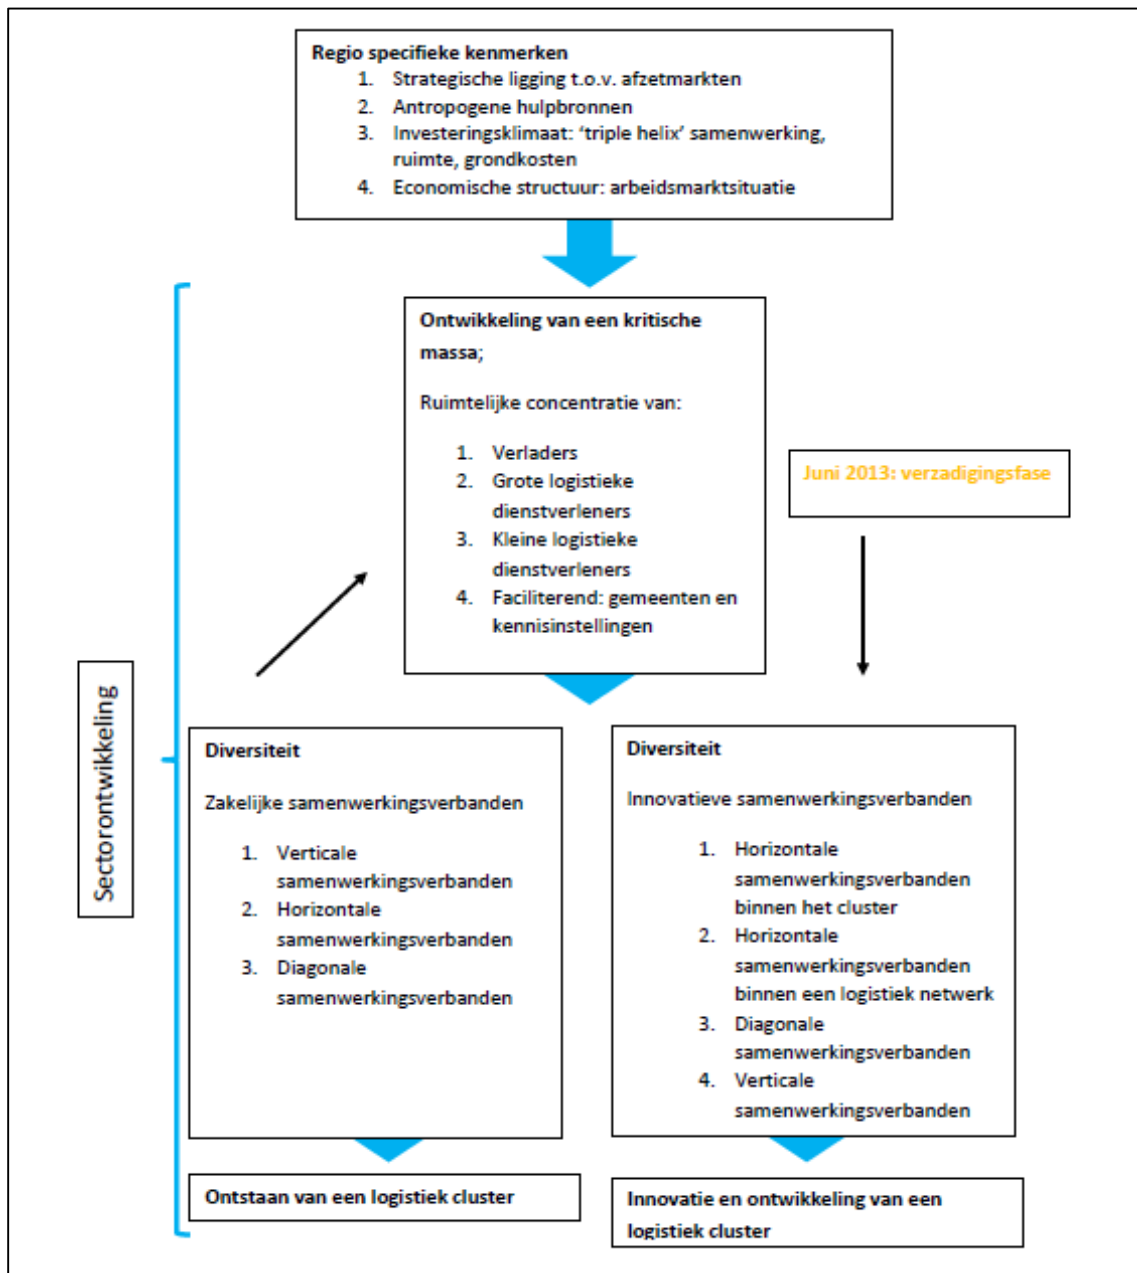 Regio specifieke kenmerken
1. Strategische ligging t.o.v. afzetmarkten
2. Antropogene hulpbronnen
3. Investeringsklimaat: ‘triple helix’ samenwerking,
ruimte, grondkosten
4. Economische structuur: arbeidsmarktsituatie
Ontwikkeling van een kritische
massa;
Ruimtelijke concentratie van:
1. Verladers
2. Grote logistieke
dienstverleners
3. Kleine logistieke
dienstverleners
4. Faciliterend: gemeenten en
kennisinstellingen
Juni 2013: verzadigingsfase
Sectorontwikkeling
Diversiteit
Zakelijke samenwerkingsverbanden
1. Verticale
samenwerkingsverbanden
2. Horizontale
samenwerkingsverbanden
3. Diagonale
samenwerkingsverbanden
Diversiteit
Innovatieve samenwerkingsverbanden
1. Horizontale
samenwerkingsverbanden
binnen het cluster
2. Horizontale
samenwerkingsverbanden
binnen een logistiek netwerk
3. Diagonale
samenwerkingsverbanden
4. Verticale
samenwerkingsverbanden
Ontstaan van een logistiek cluster
Innovatie en ontwikkeling van een
logistiek cluster